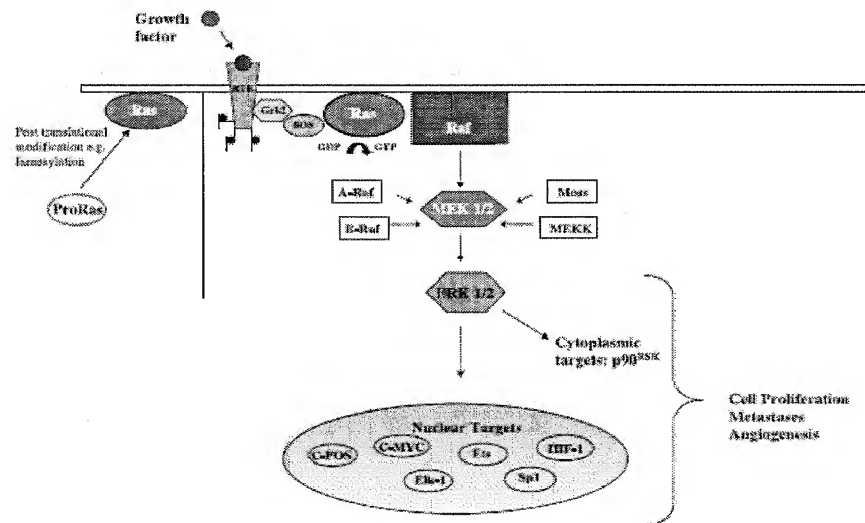 Growth
factor
RTK
Ras
Grb2
SOS
Ras
Raf
GDP
GTP
Post translational
modification e.g.
farnesylation
ProRas
A-Raf
Moss
MEK 1/2
B-Raf
MEKK
ERK 1/2
Cytoplasmic
targets: p90RSK
Cell Proliferation
Metastases
Angiogenesis
Nuclear Targets
C-FOS
C-MYC
Ets
HIF-1
Elk-1
Sp1